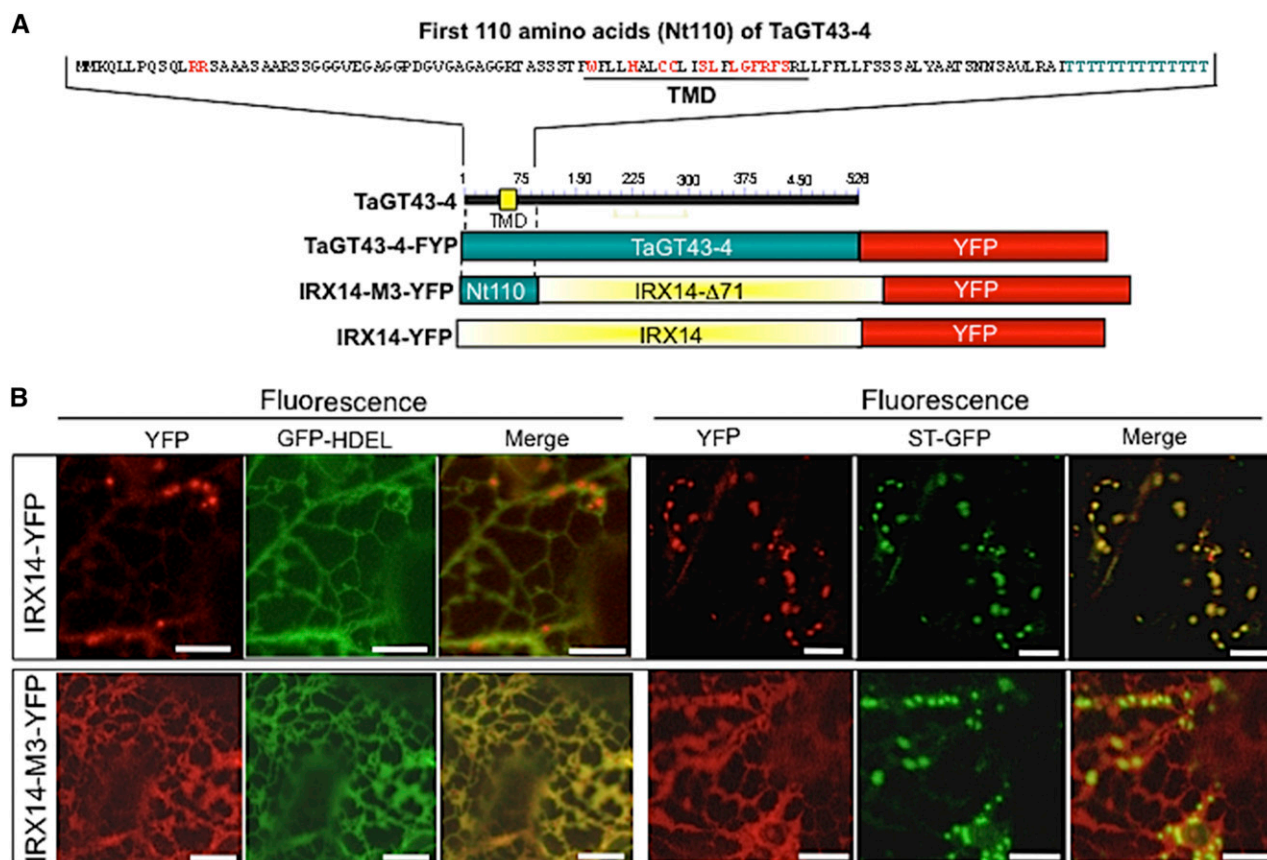 A
First 110 amino acids (Nt110) of TaGT43-4
MMKQLLPQSQLRRSAAASAARSSGGGVEGAGGPDGVGAGAGGRTASSSTFWFLLHALCCLISLFLGFRFSRLLFFLLFSSSALYAATSNNSAVLRAITTTTTTTTTTTTTT
TMD
1 75 150 225 300 375 450 526
TaGT43-4
TMD
TaGT43-4-FYP TaGT43-4 YFP
IRX14-M3-YFP Nt110 IRX14-Δ71 YFP
IRX14-YFP IRX14 YFP
B
Fluorescence Fluorescence
YFP GFP-HDEL Merge YFP ST-GFP Merge
IRX14-YFP
IRX14-M3-YFP